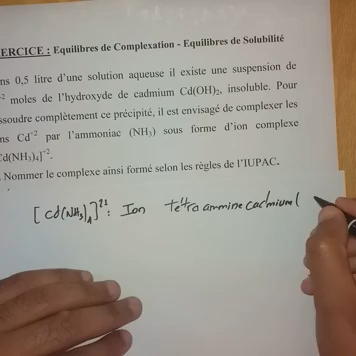 ERCICE : Equilibres de Complexation - Equilibres de Solubilité
ns 0,5 litre d'une solution aqueuse il existe une suspension de
-2 moles de l'hydroxyde de cadmium Cd(OH)2, insoluble. Pour
ssoudre complètement ce précipité, il est envisagé de complexer les
ns Cd+2 par l'ammoniac (NH3) sous forme d'ion complexe
Cd(NH3)4]+2.
Nommer le complexe ainsi formé selon les règles de l'IUPAC.
[Cd(NH3)4]2+: Ion tétraamminecadmium(